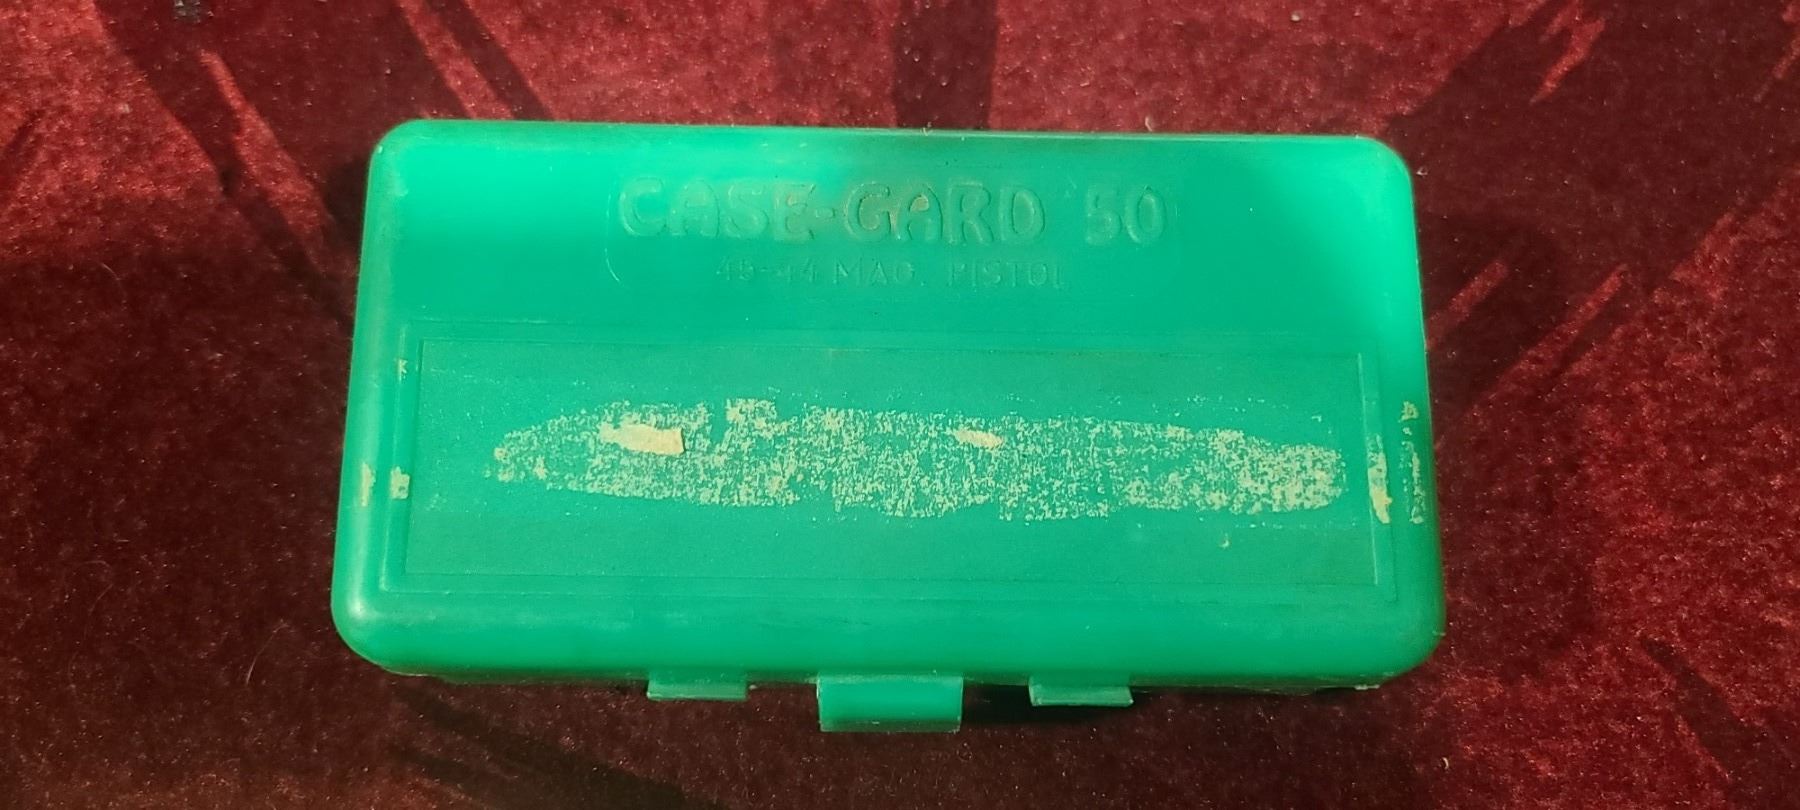 CASE-GARD 50
45-44 MAG. PISTOL